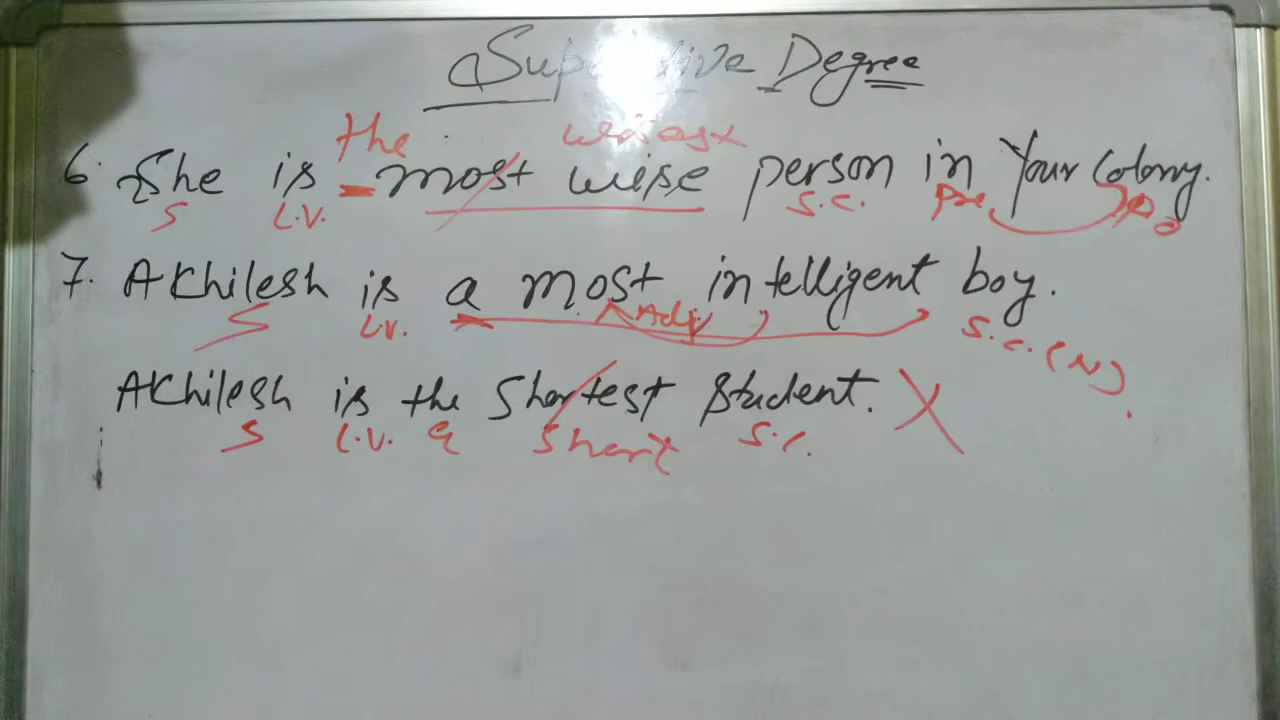 Degree
the wisest
6. She is most wise person in Your Colony.
S L.V. S.C. Pre
7. Akhilesh is a most intelligent boy.
S L.V. Adj S.C. (N)
Akhilesh is the Shortest Student. X
S L.V. a Short S.C.